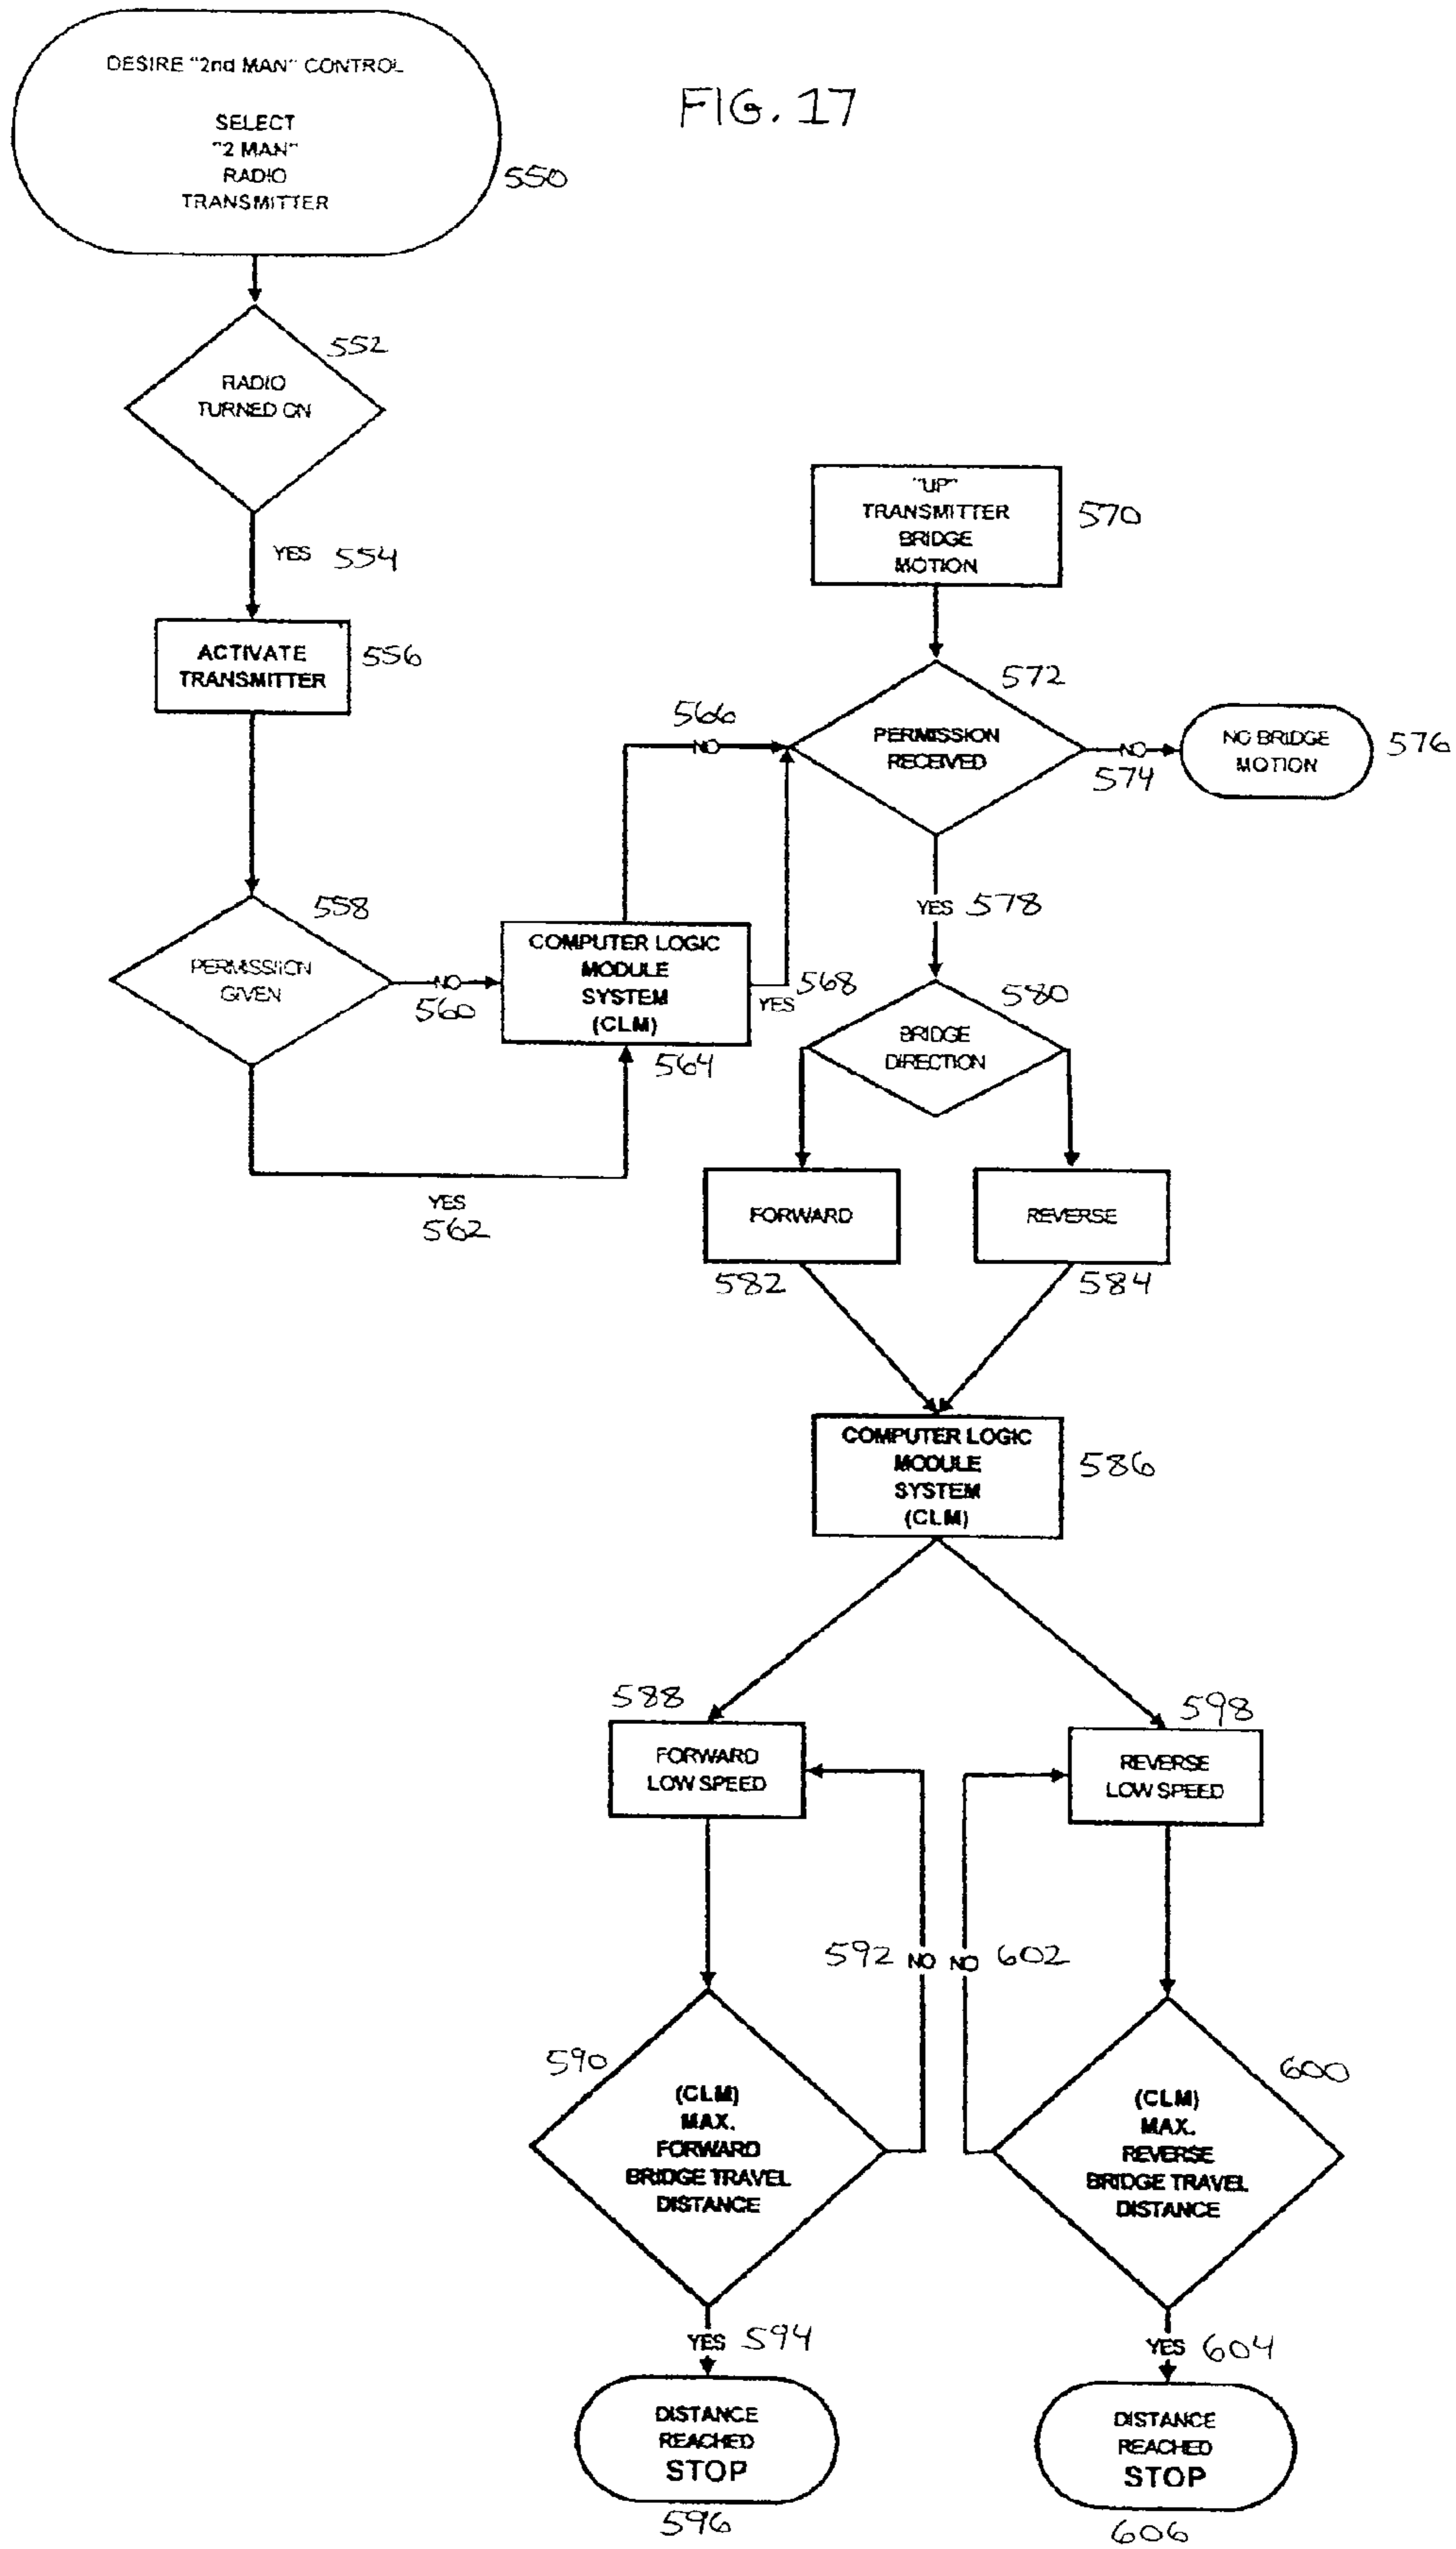 FIG. 17
DESIRE "2nd MAN" CONTROL
SELECT
"2 MAN"
RADIO
TRANSMITTER
550
552
RADIO
TURNED ON
YES 554
ACTIVATE
TRANSMITTER
556
558
PERMISSION
GIVEN
NO
560
YES
562
COMPUTER LOGIC
MODULE
SYSTEM
(CLM)
564
566
NO
YES
568
"UP"
TRANSMITTER
BRIDGE
MOTION
570
572
PERMISSION
RECEIVED
NO
574
NO BRIDGE
MOTION
576
YES 578
580
BRIDGE
DIRECTION
FORWARD
582
REVERSE
584
COMPUTER LOGIC
MODULE
SYSTEM
(CLM)
586
588
FORWARD
LOW SPEED
598
REVERSE
LOW SPEED
592 NO
NO 602
590
(CLM)
MAX.
FORWARD
BRIDGE TRAVEL
DISTANCE
600
(CLM)
MAX.
REVERSE
BRIDGE TRAVEL
DISTANCE
YES 594
YES 604
DISTANCE
REACHED
STOP
596
DISTANCE
REACHED
STOP
606